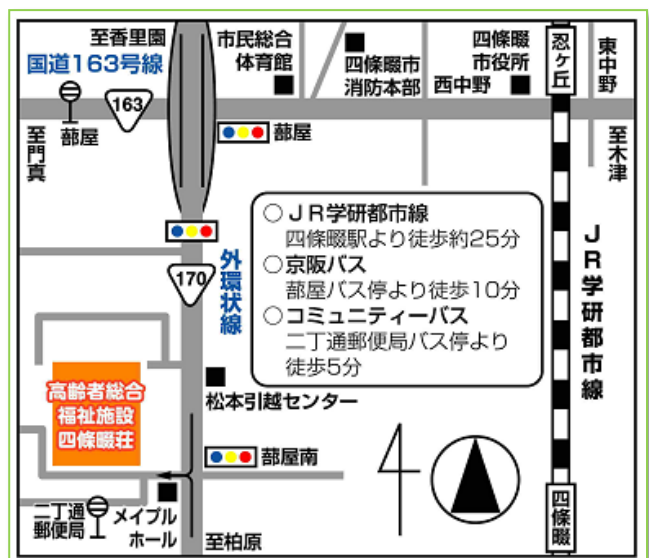 至香里園
国道163号線
163
蔀屋
至門真
市民総合
体育館
四條畷市
消防本部
四條畷
市役所
西中野
忍ケ丘
東中野
至木津
蔀屋
○JR学研都市線
四條畷駅より徒歩約25分
○京阪バス
蔀屋バス停より徒歩10分
○コミュニティーバス
二丁通郵便局バス停より
徒歩5分
JR学研都市線
170
外環状線
高齢者総合
福祉施設
四條畷荘
松本引越センター
蔀屋南
二丁通
郵便局
メイプル
ホール
至柏原
四條畷